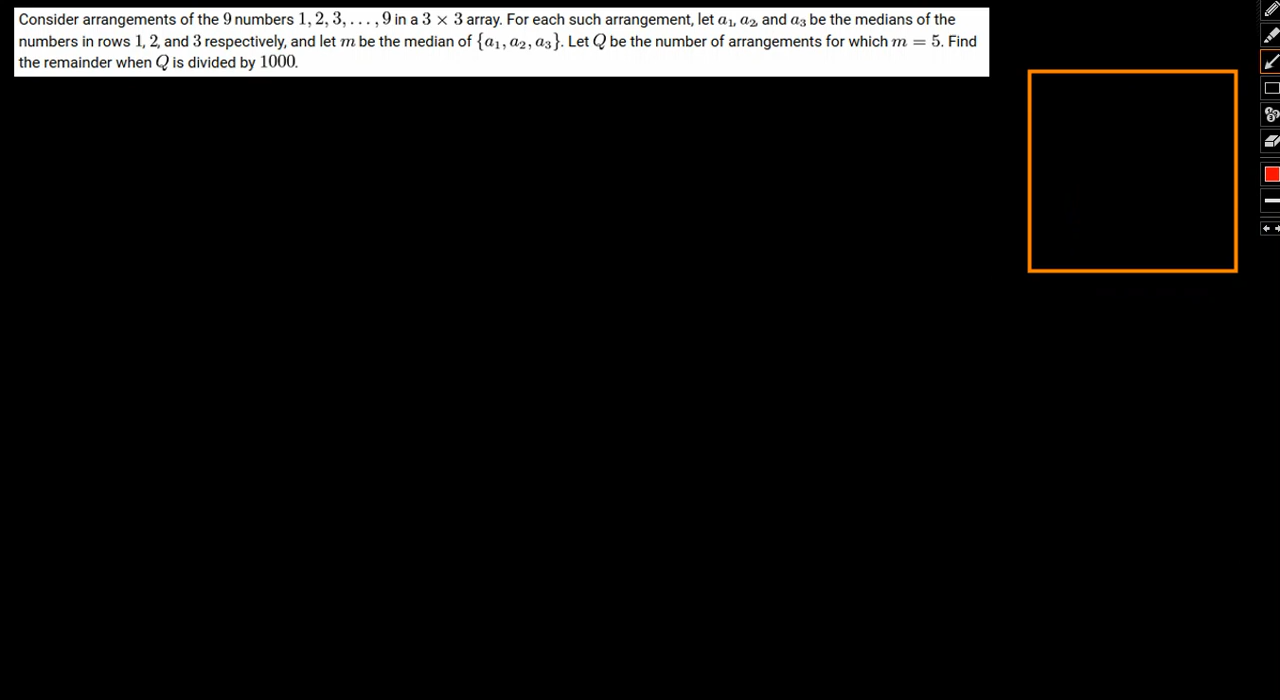 Consider arrangements of the 9 numbers 1, 2, 3, . . . , 9 in a 3 × 3 array. For each such arrangement, let a₁, a₂, and a₃ be the medians of the
numbers in rows 1, 2, and 3 respectively, and let m be the median of {a₁, a₂, a₃}. Let Q be the number of arrangements for which m = 5. Find
the remainder when Q is divided by 1000.